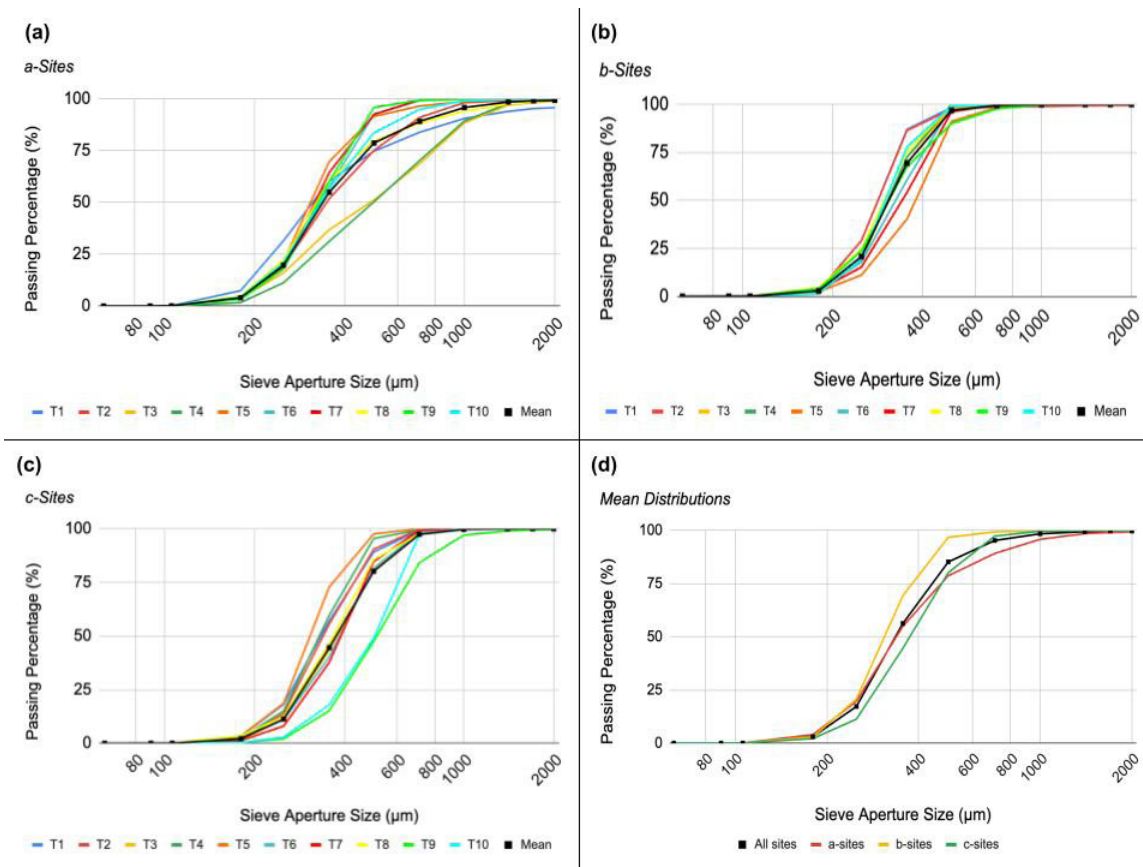 (a)
a-Sites
100
75
50
25
0
Passing Percentage (%)
80 100 200 400 600 800 1000 2000
Sieve Aperture Size (µm)
T1 T2 T3 T4 T5 T6 T7 T8 T9 T10 Mean
(b)
b-Sites
100
75
50
25
0
Passing Percentage (%)
80 100 200 400 600 800 1000 2000
Sieve Aperture Size (µm)
T1 T2 T3 T4 T5 T6 T7 T8 T9 T10 Mean
(c)
c-Sites
100
75
50
25
0
Passing Percentage (%)
80 100 200 400 600 800 1000 2000
Sieve Aperture Size (µm)
T1 T2 T3 T4 T5 T6 T7 T8 T9 T10 Mean
(d)
Mean Distributions
100
75
50
25
0
Passing Percentage (%)
80 100 200 400 600 800 1000 2000
Sieve Aperture Size (µm)
All sites a-sites b-sites c-sites